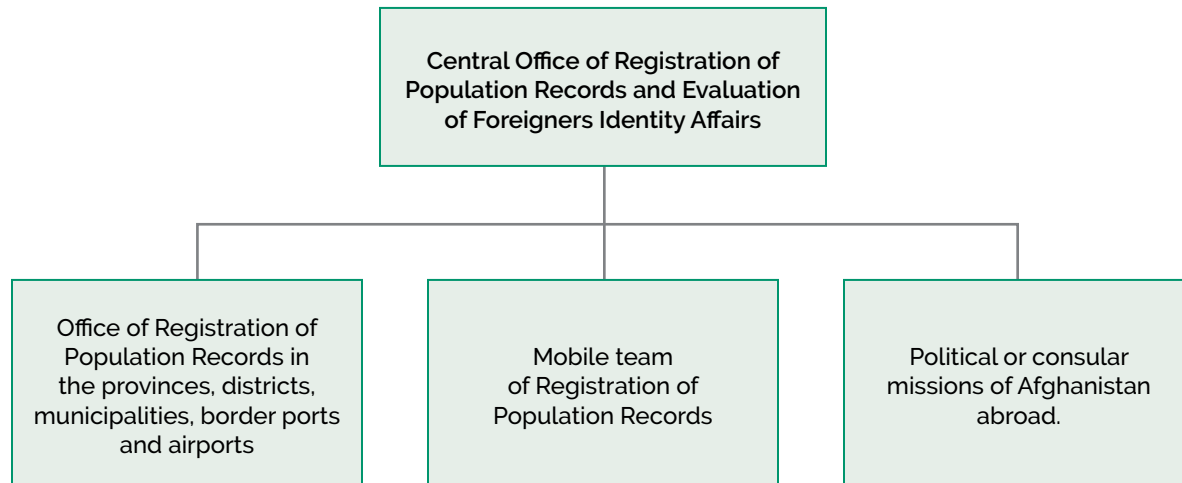 Central Office of Registration of
Population Records and Evaluation
of Foreigners Identity Affairs
Office of Registration of
Population Records in
the provinces, districts,
municipalities, border ports
and airports
Mobile team
of Registration of
Population Records
Political or consular
missions of Afghanistan
abroad.